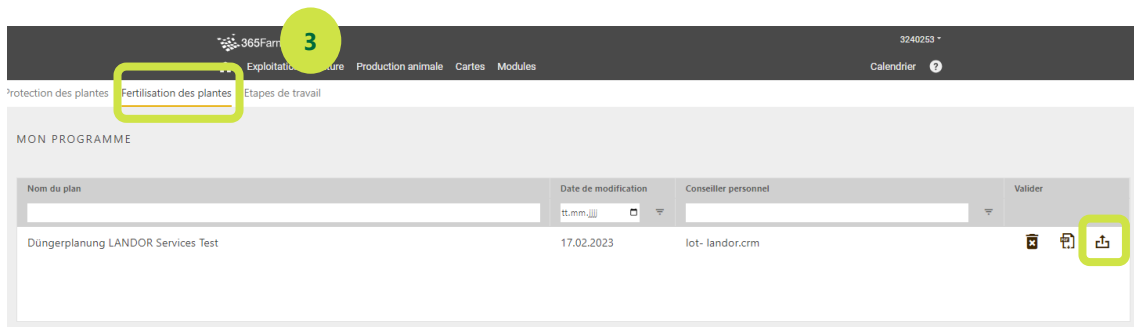 365Farm
3
3240253
Exploitation ture Production animale Cartes Modules
Calendrier ?
Protection des plantes Fertilisation des plantes Etapes de travail
MON PROGRAMME
Nom du plan Date de modification Conseiller personnel Valider
tt.mm.jjjj
Düngerplanung LANDOR Services Test 17.02.2023 lot- landor.crm